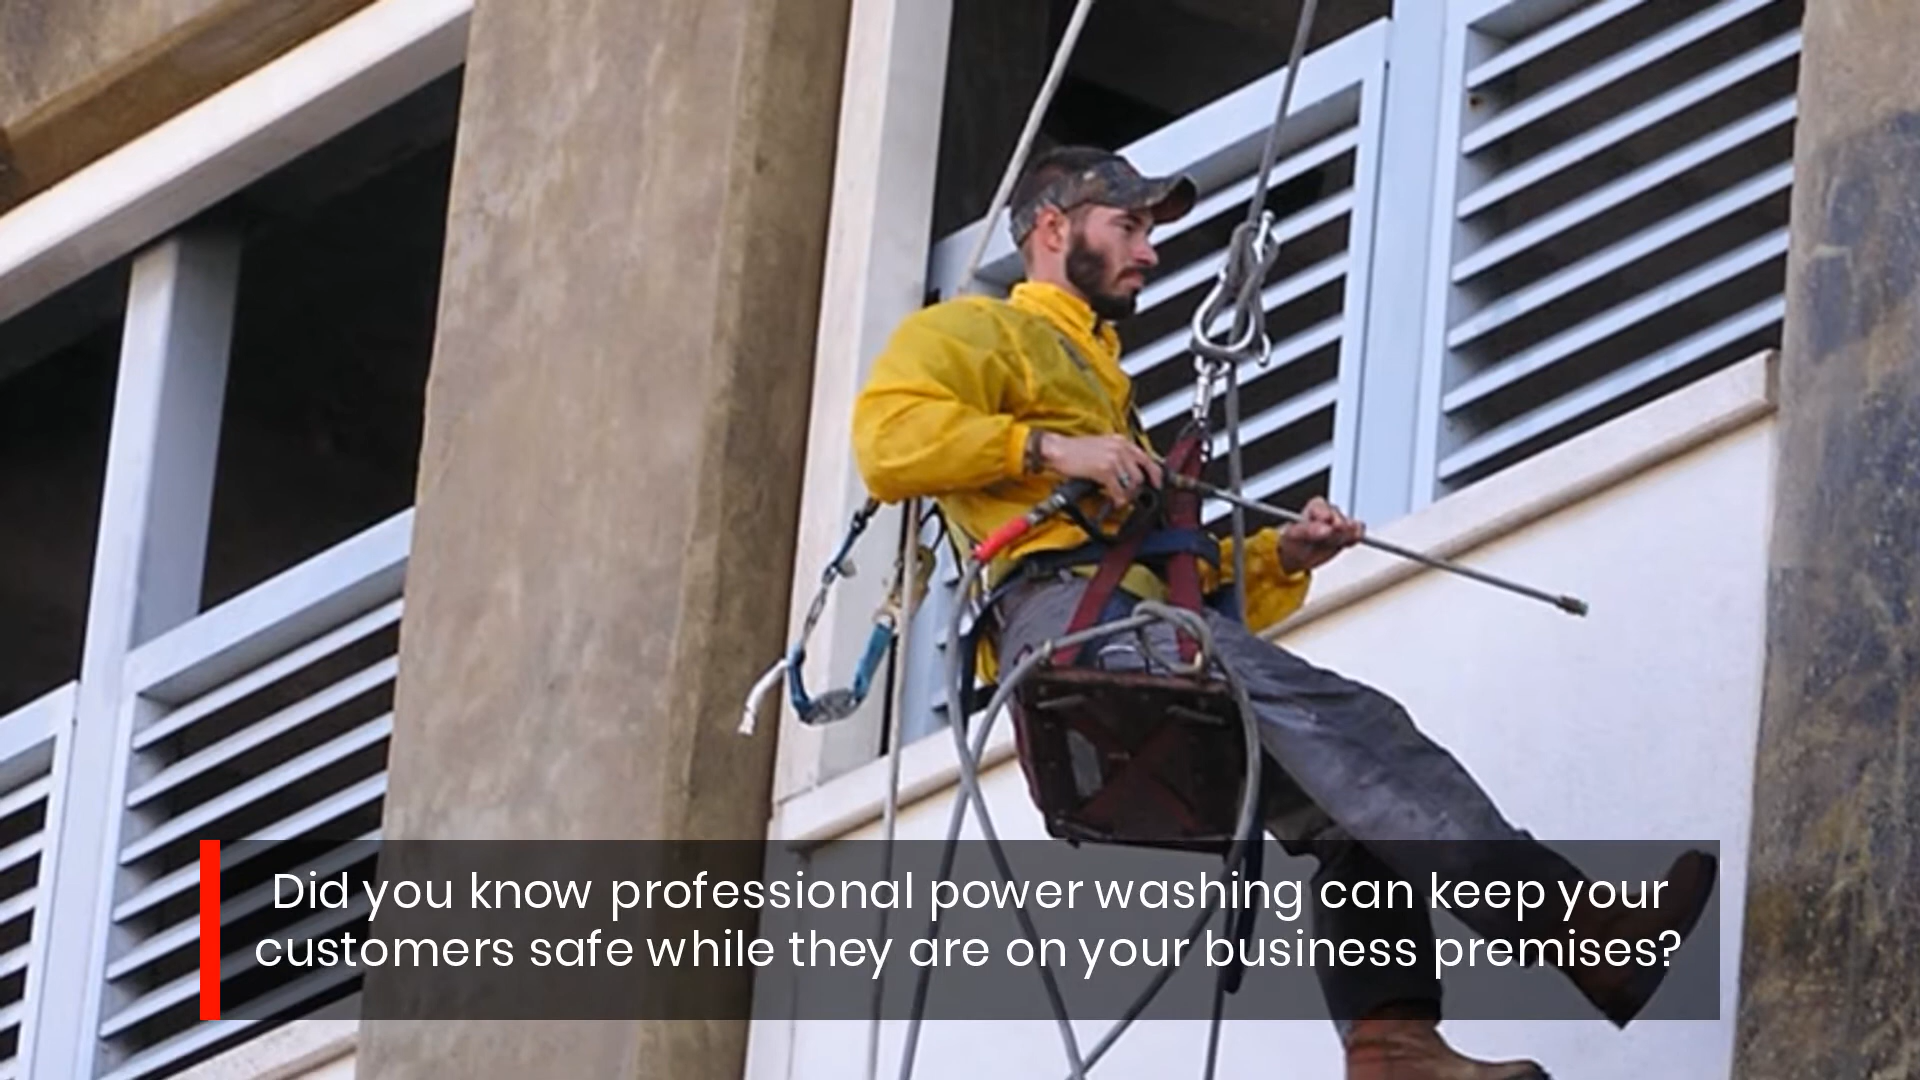 Did you know professional power washing can keep your
customers safe while they are on your business premises?